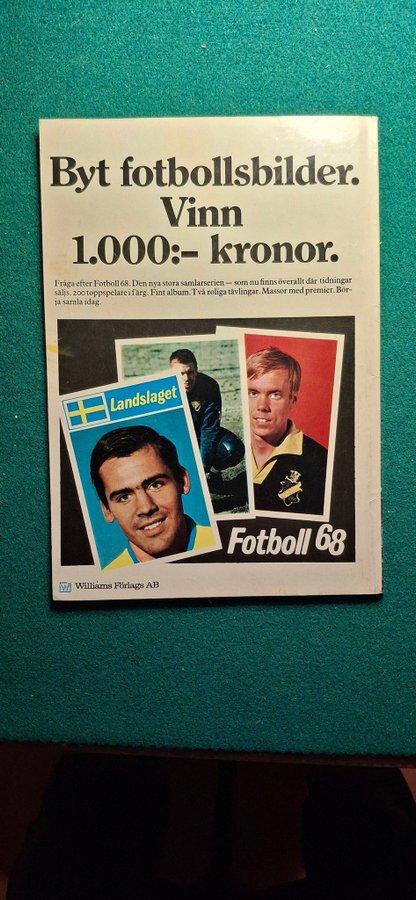 Byt fotbollsbilder.
Vinn
1.000:– kronor.
Fråga efter Fotboll 68. Den nya stora samlarserien – som nu finns överallt där tidningar
säljs. 200 toppspelare i färg. Fint album. Två roliga tävlingar. Massor med premier. Bör-
ja samla idag.
Landslaget
Fotboll 68
Williams Förlags AB